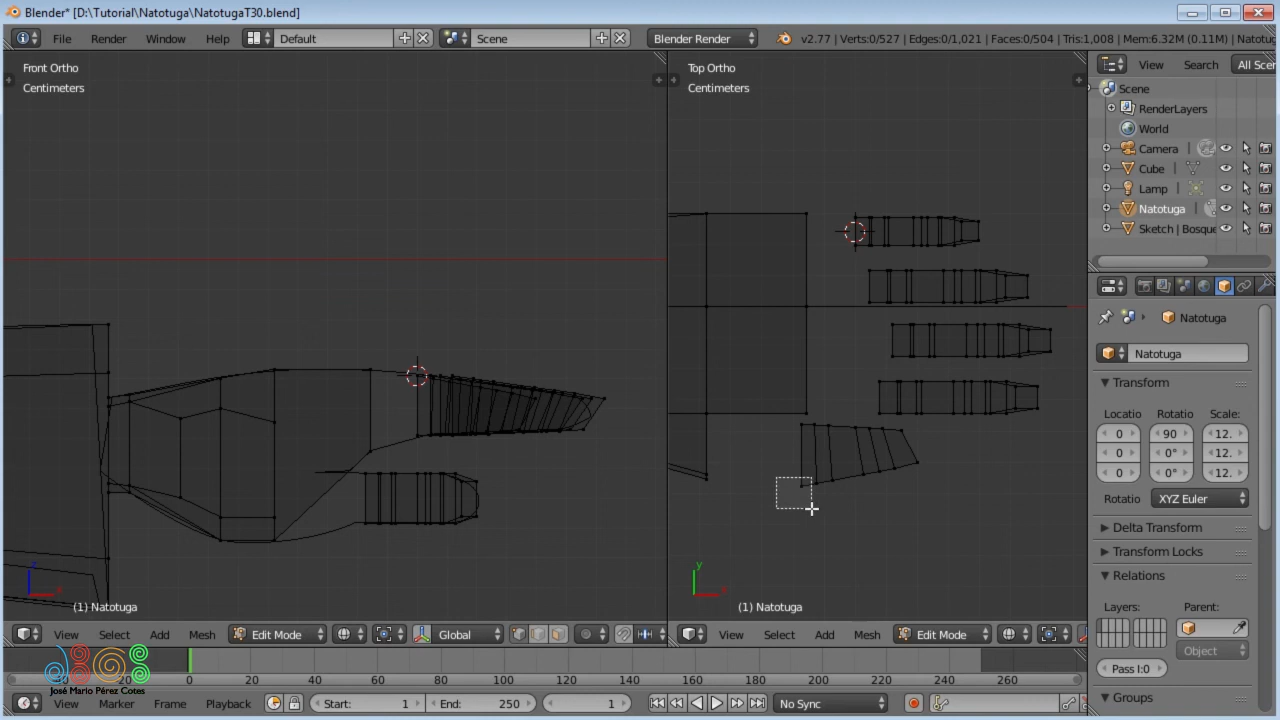 Blender* [D:\Tutorial\Natotuga\NatotugaT30.blend]
File Render Window Help Default Scene Blender Render v2.77 | Verts:0/527 | Edges:0/1,021 | Faces:0/504 | Tris:1,008 | Mem:6.32M (0.11M) | Natotug
Front Ortho
Centimeters
Top Ortho
Centimeters
View Search All Scer
Scene
RenderLayers
World
Camera
Cube
Lamp
Natotuga
Sketch | Bosque
Natotuga
Natotuga
Transform
Locatio Rotatio Scale:
0 90 12.
0 0° 12.
0 0° 12.
Rotatio XYZ Euler
Delta Transform
Transform Locks
Relations
Layers: Parent:
Object
Pass I:0
Groups
z
x
(1) Natotuga
y
x
(1) Natotuga
View Select Add Mesh Edit Mode Global
View Select Add Mesh Edit Mode
0 20 40 60 80 100 120 140 160 180 200 220 240 260
José Mario Pérez Cotes
View Marker Frame Playback Start: 1 End: 250 1 No Sync